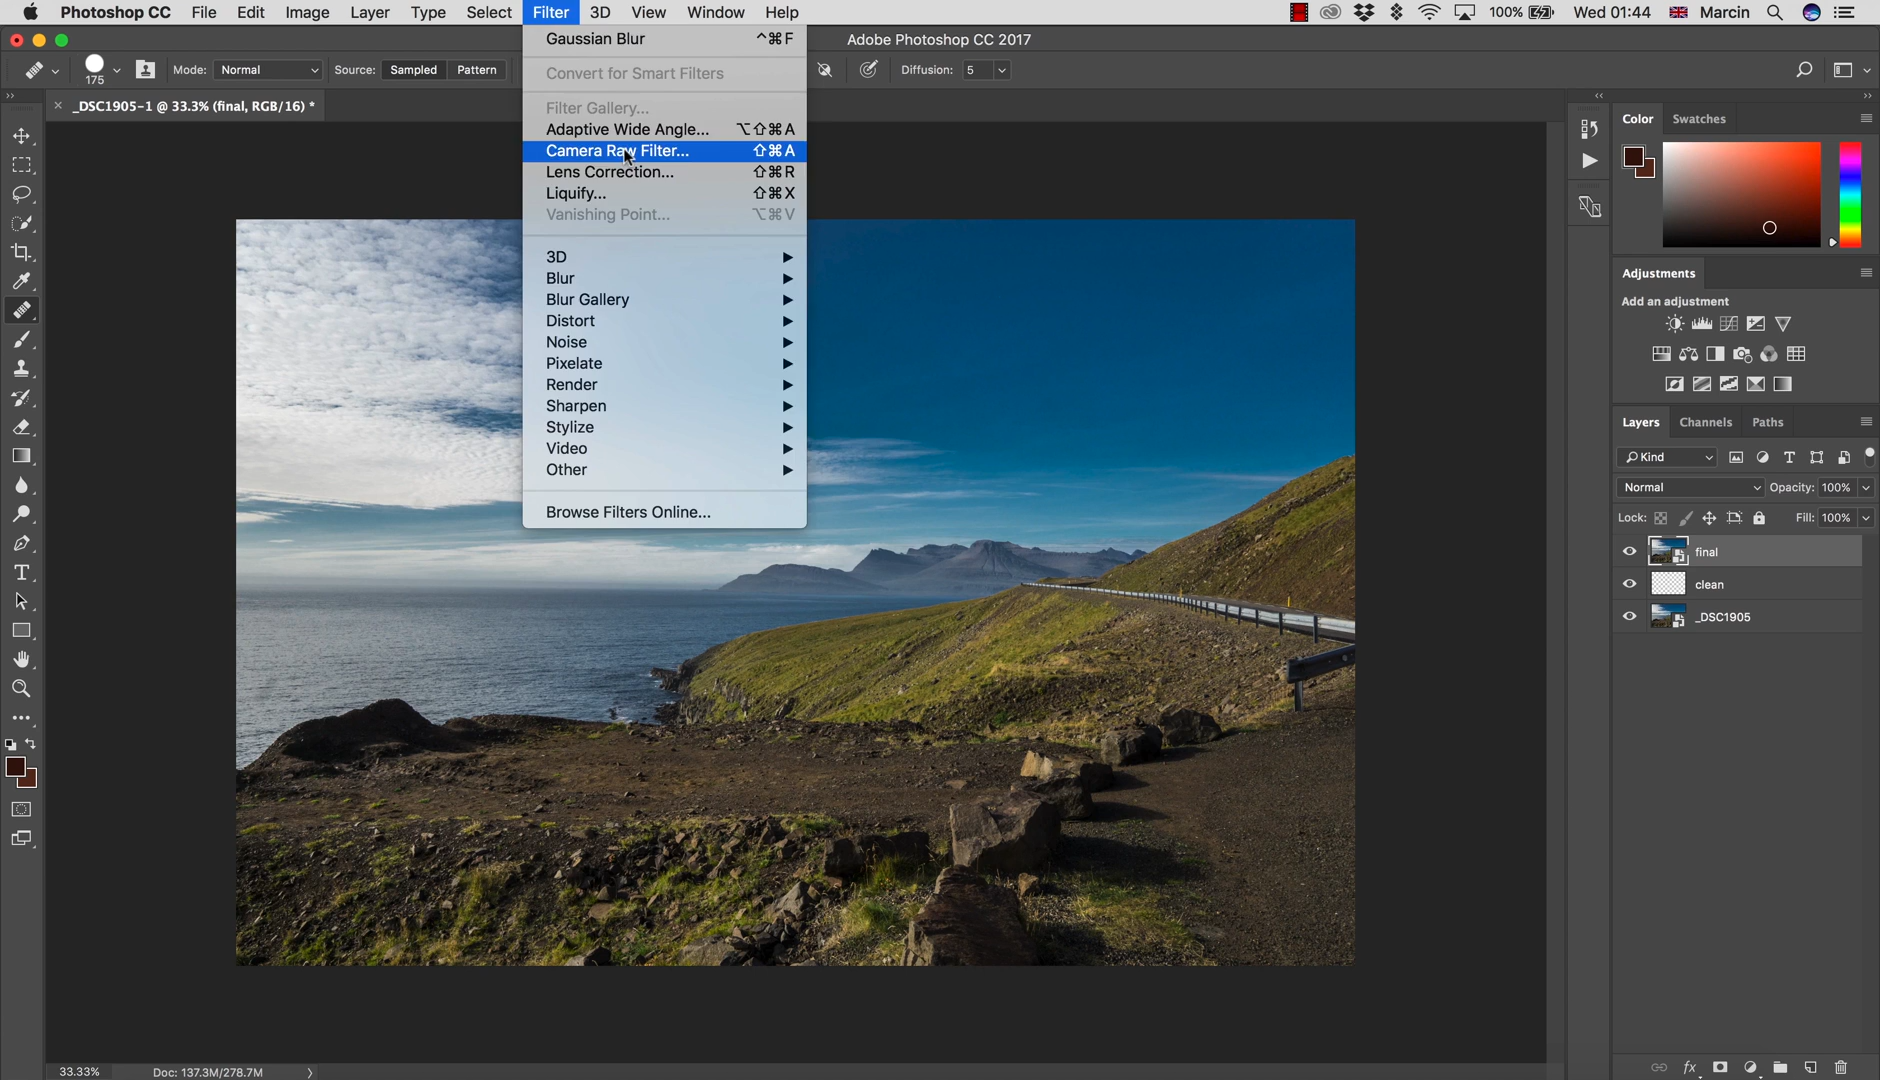 Photoshop CC File Edit Image Layer Type Select Filter 3D View Window Help 100% Wed 01:44 Marcin
Adobe Photoshop CC 2017
175 Mode: Normal Source: Sampled Pattern Diffusion: 5
_DSC1905-1 @ 33.3% (final, RGB/16) *
Gaussian Blur ^⌘F
Convert for Smart Filters
Filter Gallery...
Adaptive Wide Angle... ⌥⇧⌘A
Camera Raw Filter... ⇧⌘A
Lens Correction... ⇧⌘R
Liquify... ⇧⌘X
Vanishing Point... ⌥⌘V
3D
Blur
Blur Gallery
Distort
Noise
Pixelate
Render
Sharpen
Stylize
Video
Other
Browse Filters Online...
Color Swatches
Adjustments
Add an adjustment
Layers Channels Paths
Kind
Normal Opacity: 100%
Lock: Fill: 100%
final
clean
_DSC1905
33.33% Doc: 137.3M/278.7M